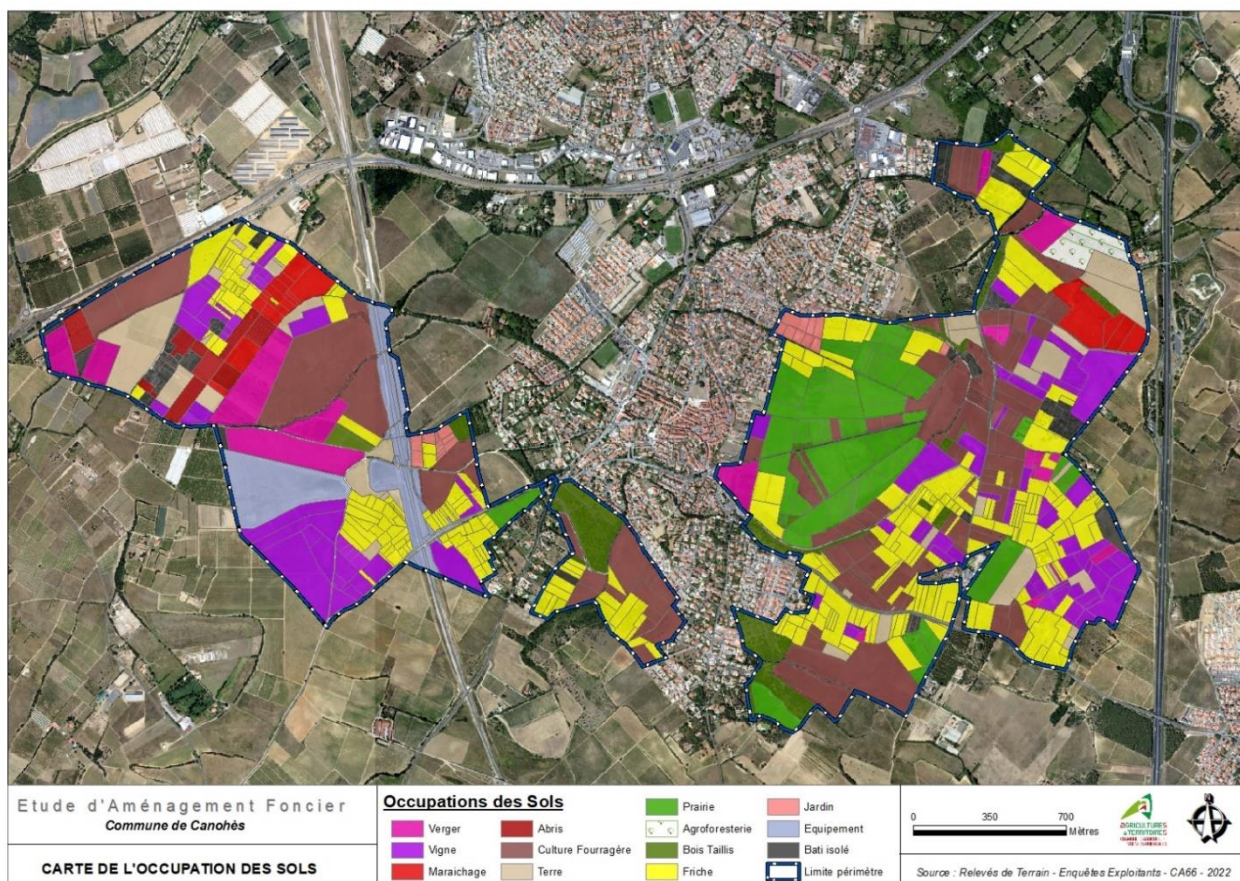 Etude d'Aménagement Foncier
Commune de Canohès
CARTE DE L'OCCUPATION DES SOLS
Occupations des Sols
Verger
Vigne
Maraichage
Abris
Culture Fourragère
Terre
Prairie
Agroforesterie
Bois Taillis
Friche
Jardin
Equipement
Bati isolé
Limite périmètre
0 350 700
Mètres
AGRICULTURES
& TERRITOIRES
Source : Relevés de Terrain - Enquêtes Exploitants - CA66 - 2022